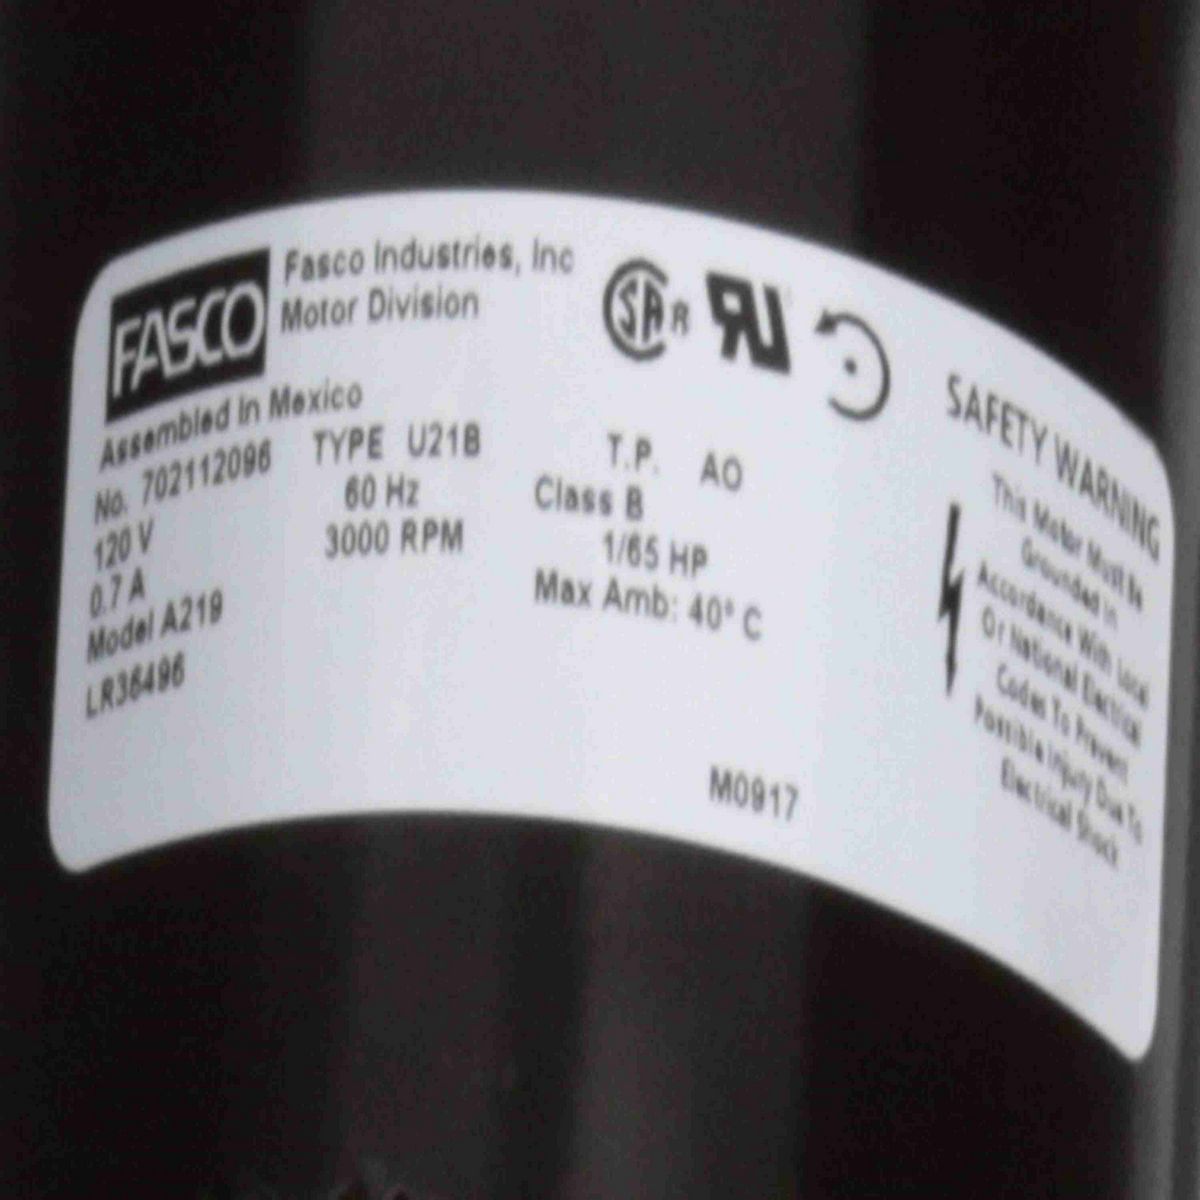 FASCO
Fasco Industries, Inc
Motor Division
Assembled In Mexico
No. 702112096 TYPE U21B
120 V 60 Hz
0.7 A 3000 RPM
Model A219
LR36496
SA R RU
T.P. AO
Class B
1/65 HP
Max Amb: 40° C
M0917
SAFETY WARNING
This Motor Must Be
Grounded In
Accordance With Local
Or National Electrical
Codes To Prevent
Possible Injury Due To
Electrical Shock